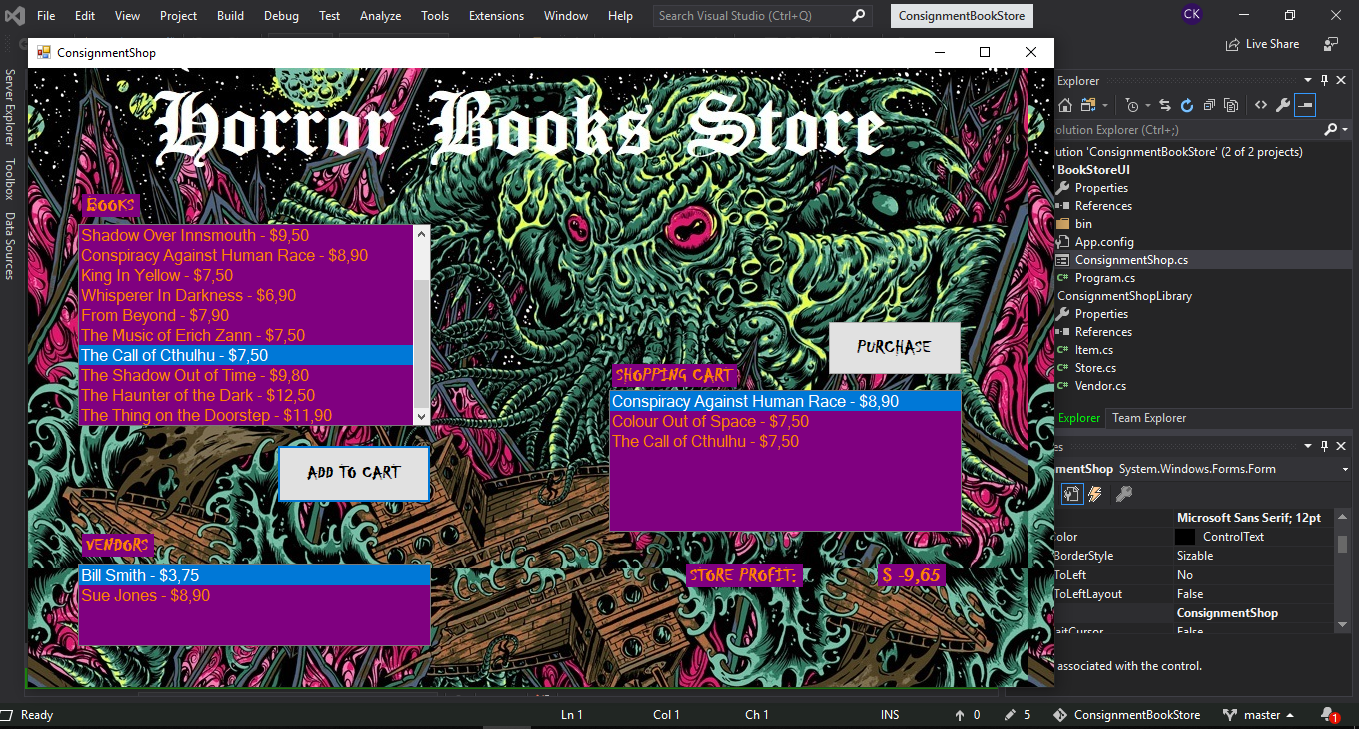 File Edit View Project Build Debug Test Analyze Tools Extensions Window Help Search Visual Studio (Ctrl+Q) ConsignmentBookStore CK
Live Share
ConsignmentShop
Server Explorer
Toolbox
Data Sources
Horror Books Store
Books
Shadow Over Innsmouth - $9,50
Conspiracy Against Human Race - $8,90
King In Yellow - $7,50
Whisperer In Darkness - $6,90
From Beyond - $7,90
The Music of Erich Zann - $7,50
The Call of Cthulhu - $7,50
The Shadow Out of Time - $9,80
The Haunter of the Dark - $12,50
The Thing on the Doorstep - $11,90
ADD TO CART
VENDORS
Bill Smith - $3,75
Sue Jones - $8,90
PURCHASE
SHOPPING CART
Conspiracy Against Human Race - $8,90
Colour Out of Space - $7,50
The Call of Cthulhu - $7,50
STORE PROFIT: $ -9,65
Explorer
olution Explorer (Ctrl+;)
ution 'ConsignmentBookStore' (2 of 2 projects)
BookStoreUI
Properties
References
bin
App.config
ConsignmentShop.cs
C# Program.cs
ConsignmentShopLibrary
Properties
References
C# Item.cs
C# Store.cs
C# Vendor.cs
Explorer Team Explorer
es
nmentShop System.Windows.Forms.Form
Microsoft Sans Serif; 12pt
olor ControlText
BorderStyle Sizable
ToLeft No
ToLeftLayout False
ConsignmentShop
aitCursor False
associated with the control.
Ready Ln 1 Col 1 Ch 1 INS 0 5 ConsignmentBookStore master 1